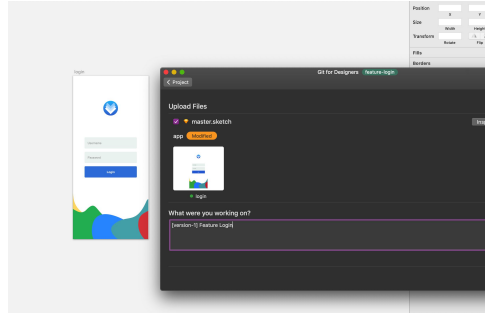 Position
X Y
Size
Width Height
Transform
Rotate Flip
Fills
Borders
login
Git for Designers feature-login
Project
Upload Files
master.sketch
app Modified
login
Username
Password
Login
What were you working on?
[version-1] Feature Login